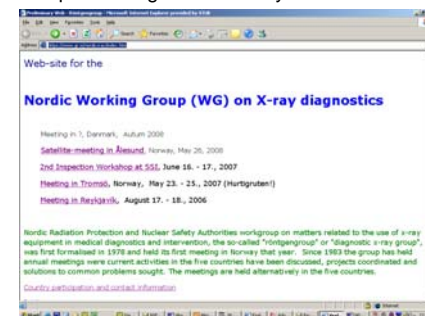 Web-site for the
Nordic Working Group (WG) on X-ray diagnostics
Meeting in ?, Danmark, Autum 2008
Satellite-meeting in Ålesund, Norway, May 26, 2008
2nd Inspection Workshop at SSI, June 16. - 17., 2007
Meeting in Tromsö, Norway, May 23. - 25., 2007 (Hurtigruten!)
Meeting in Reykjavik, August 17. - 18., 2006
Nordic Radiation Protection and Nuclear Safety Authorities workgroup on matters related to the use of x-ray
equipment in medical diagnostics and intervention, the so-called "röntgengroup" or "diagnostic x-ray group",
was first formalised in 1978 and held its first meeting in Norway that year. Since 1983 the group has held
annual meetings were current activities in the five countries have been discussed, projects coordinated and
solutions to common problems sought. The meetings are held alternatively in the five countries.
Country participation and contact information